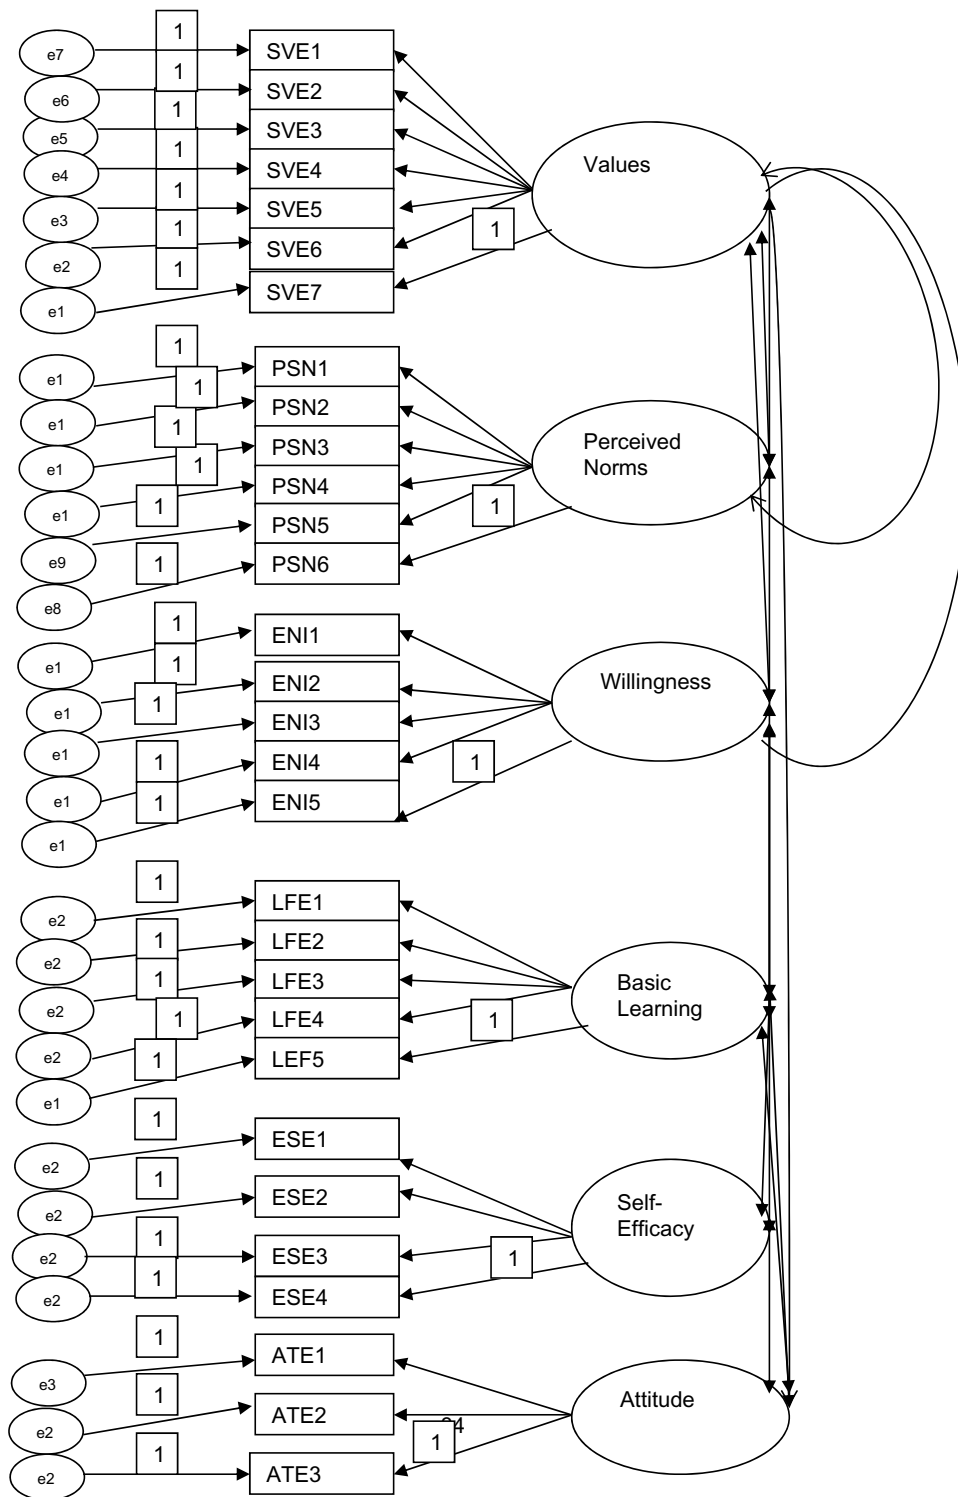 1
e7 SVE1
1
e6 SVE2
1
e5 SVE3
Values
1
e4 SVE4
1
e3 SVE5
1
1
e2 SVE6
1
e1 SVE7
1
e1 PSN1
1
e1 PSN2
1
e1 PSN3
Perceived
Norms
1
e1 PSN4
1
1
e9 PSN5
1
e8 PSN6
1
e1 ENI1
1
e1 ENI2
Willingness
1
e1 ENI3
1
1
e1 ENI4
1
e1 ENI5
1
e2 LFE1
1
e2 LFE2
1
e2 LFE3
Basic
Learning
1
1
e2 LFE4
1
e1 LEF5
1
e2 ESE1
1
e2 ESE2
Self-
Efficacy
1
1
e2 ESE3
1
e2 ESE4
1
e3 ATE1
1
e2 ATE2
Attitude
1
1
e2 ATE3